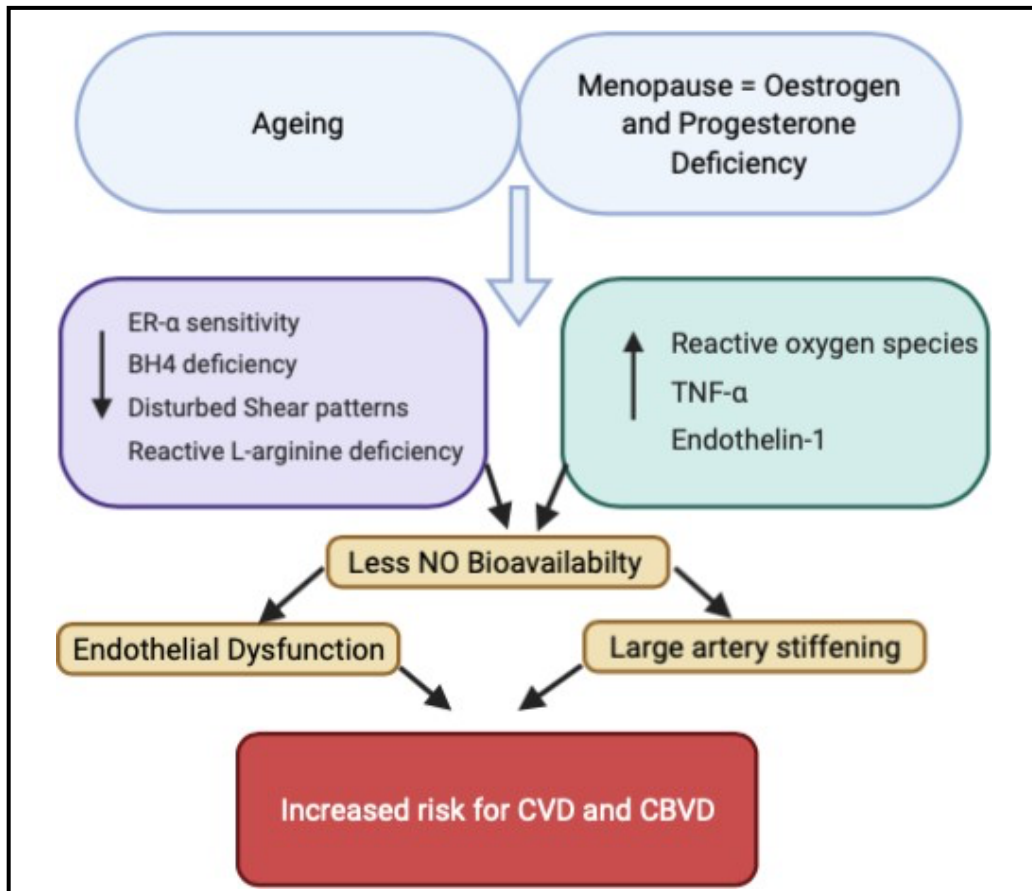 Ageing
Menopause = Oestrogen
and Progesterone
Deficiency
ER-α sensitivity
BH4 deficiency
Disturbed Shear patterns
Reactive L-arginine deficiency
Reactive oxygen species
TNF-α
Endothelin-1
Less NO Bioavailabilty
Endothelial Dysfunction
Large artery stiffening
Increased risk for CVD and CBVD